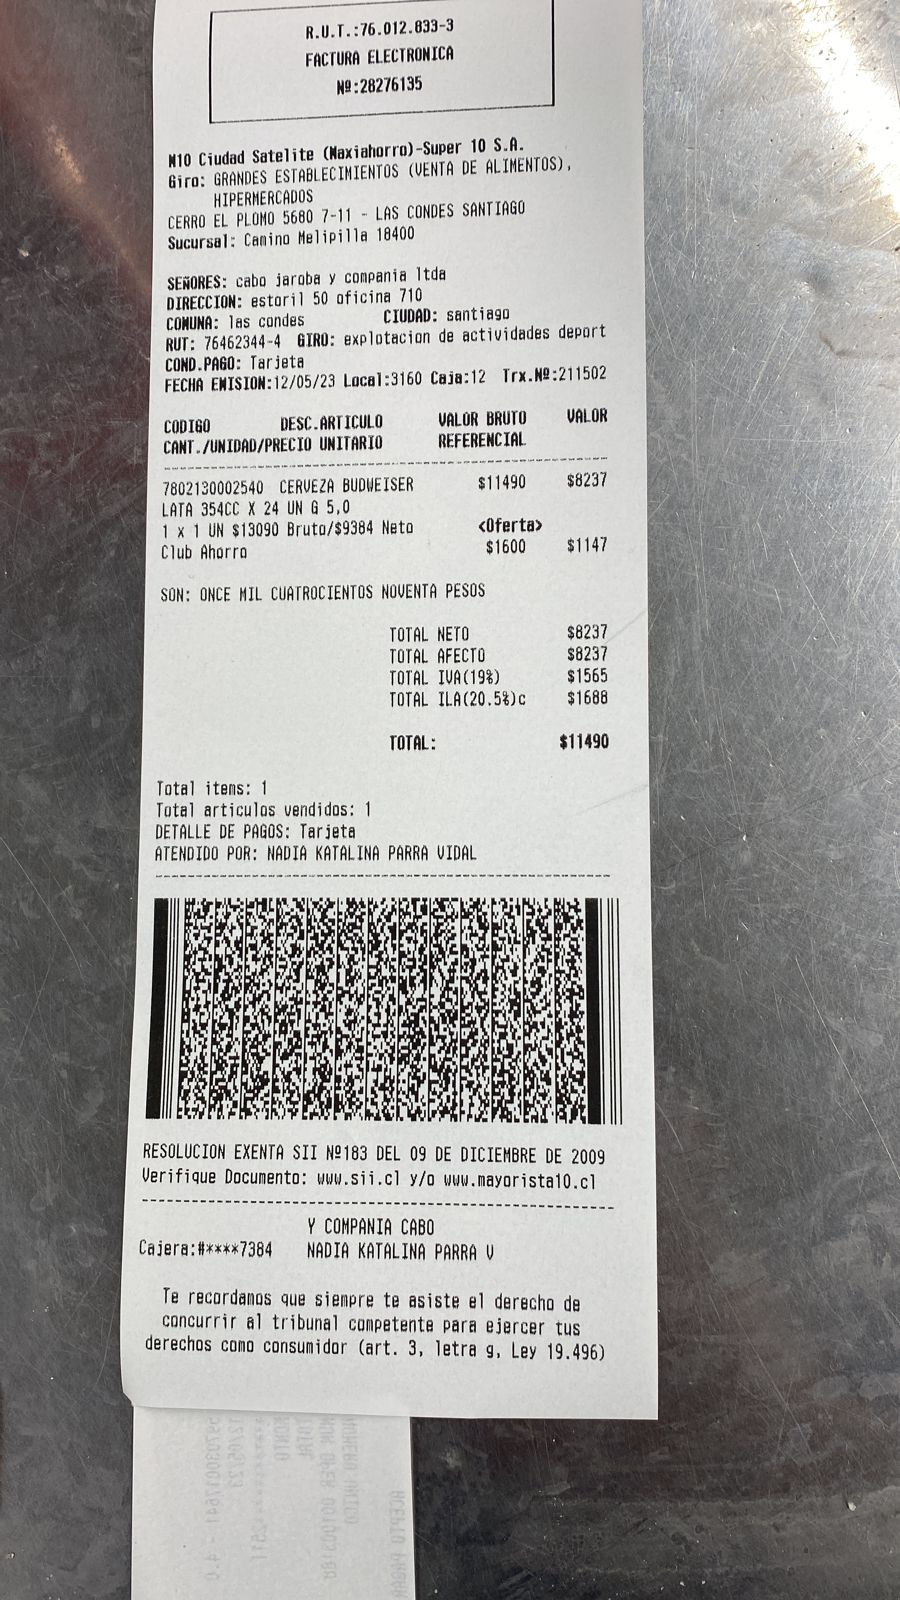 R.U.T.:76.012.833-3
FACTURA ELECTRONICA
Nº:28276135
M10 Ciudad Satelite (Maxiahorro)-Super 10 S.A.
Giro: GRANDES ESTABLECIMIENTOS (VENTA DE ALIMENTOS),
HIPERMERCADOS
CERRO EL PLOMO 5680 7-11 - LAS CONDES SANTIAGO
Sucursal: Camino Melipilla 18400
SEÑORES: cabo jaroba y compania ltda
DIRECCION: estoril 50 oficina 710
COMUNA: las condes CIUDAD: santiago
RUT: 76462344-4 GIRO: explotacion de actividades deport
COND.PAGO: Tarjeta
FECHA EMISION:12/05/23 Local:3160 Caja:12 Trx.Nº:211502
CODIGO DESC.ARTICULO VALOR BRUTO VALOR
CANT./UNIDAD/PRECIO UNITARIO REFERENCIAL
7802130002540 CERVEZA BUDWEISER $11490 $8237
LATA 354CC X 24 UN G 5,0
1 x 1 UN $13090 Bruto/$9384 Neto <Oferta>
Club Ahorro $1600 $1147
SON: ONCE MIL CUATROCIENTOS NOVENTA PESOS
TOTAL NETO $8237
TOTAL AFECTO $8237
TOTAL IVA(19%) $1565
TOTAL ILA(20.5%)c $1688
TOTAL: $11490
Total items: 1
Total articulos vendidos: 1
DETALLE DE PAGOS: Tarjeta
ATENDIDO POR: NADIA KATALINA PARRA VIDAL
RESOLUCION EXENTA SII Nº183 DEL 09 DE DICIEMBRE DE 2009
Verifique Documento: www.sii.cl y/o www.mayorista10.cl
Y COMPANIA CABO
Cajera:#****7384 NADIA KATALINA PARRA V
Te recordamos que siempre te asiste el derecho de
concurrir al tribunal competente para ejercer tus
derechos como consumidor (art. 3, letra g, Ley 19.496)